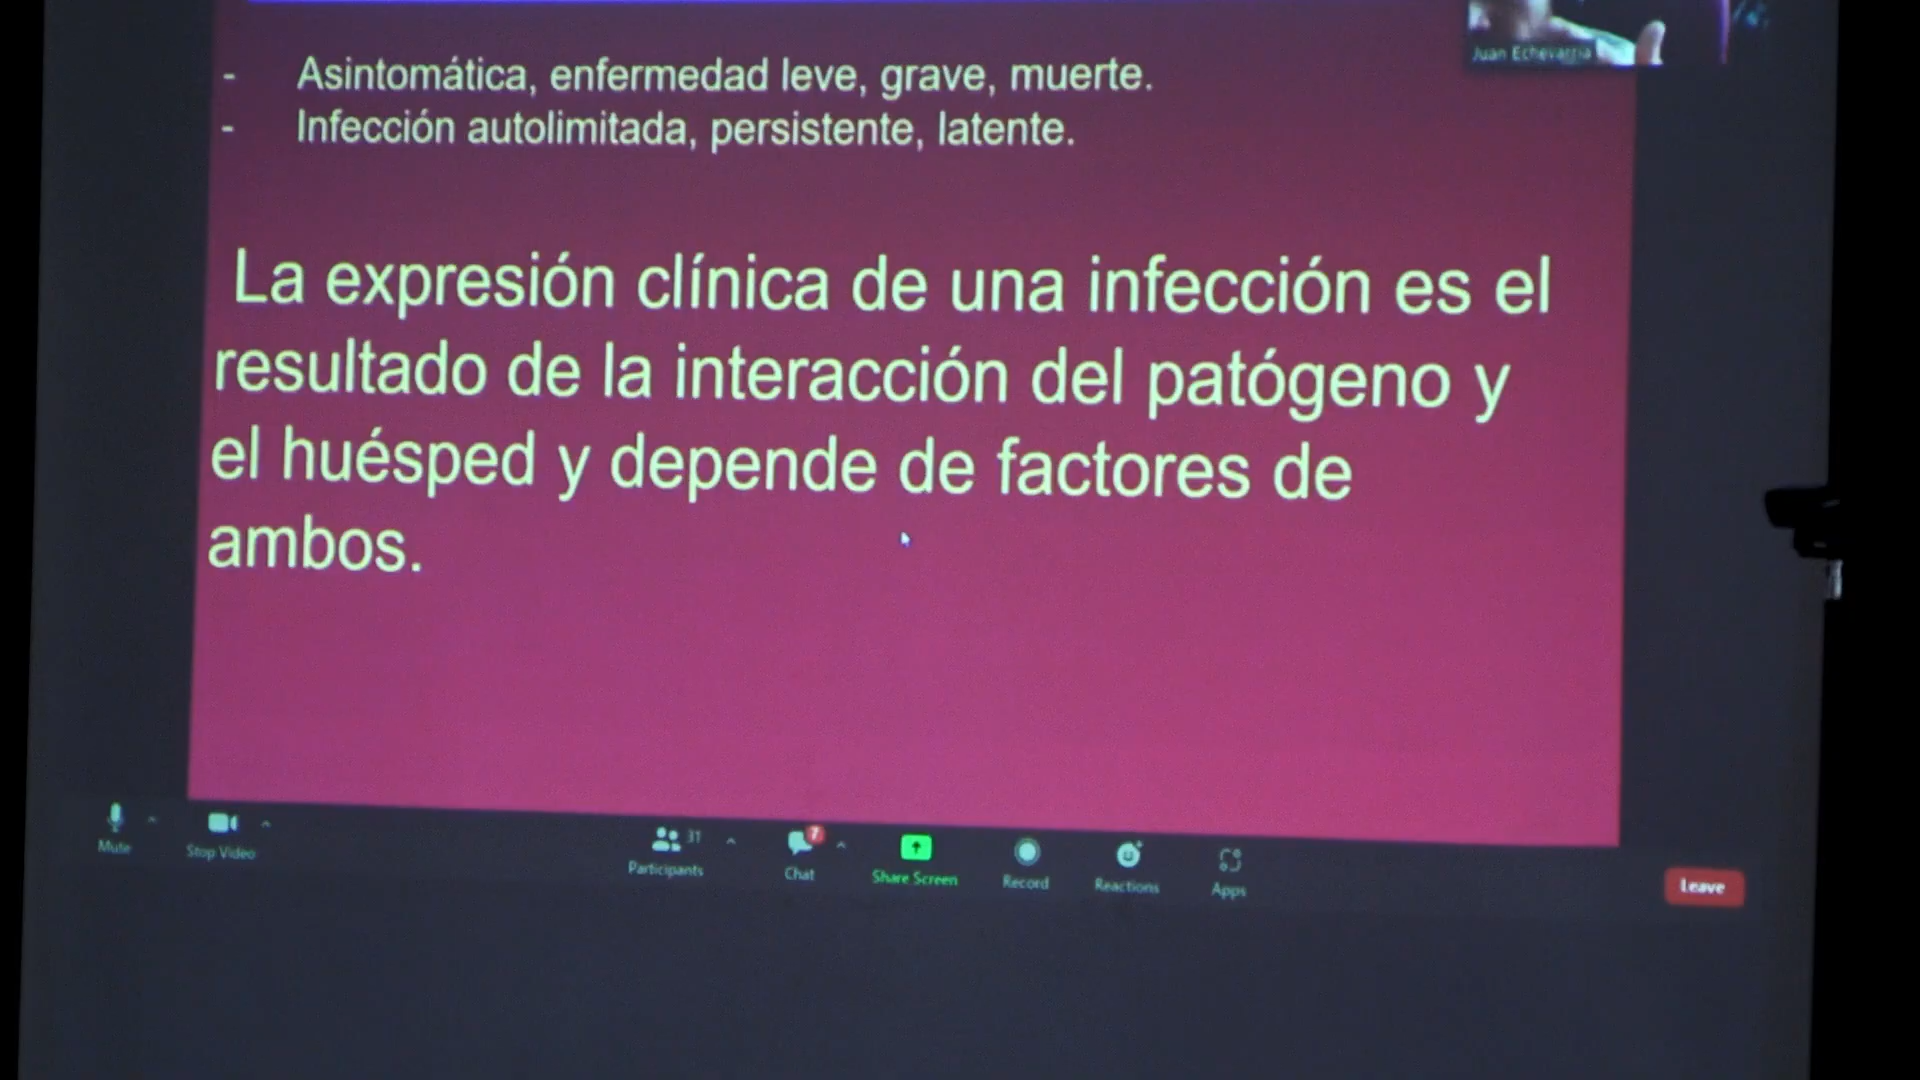 Juan Echevarria
- Asintomática, enfermedad leve, grave, muerte.
- Infección autolimitada, persistente, latente.
La expresión clínica de una infección es el
resultado de la interacción del patógeno y
el huésped y depende de factores de
ambos.
Mute
Stop Video
31
Participants
7
Chat
Share Screen
Record
Reactions
Apps
Leave